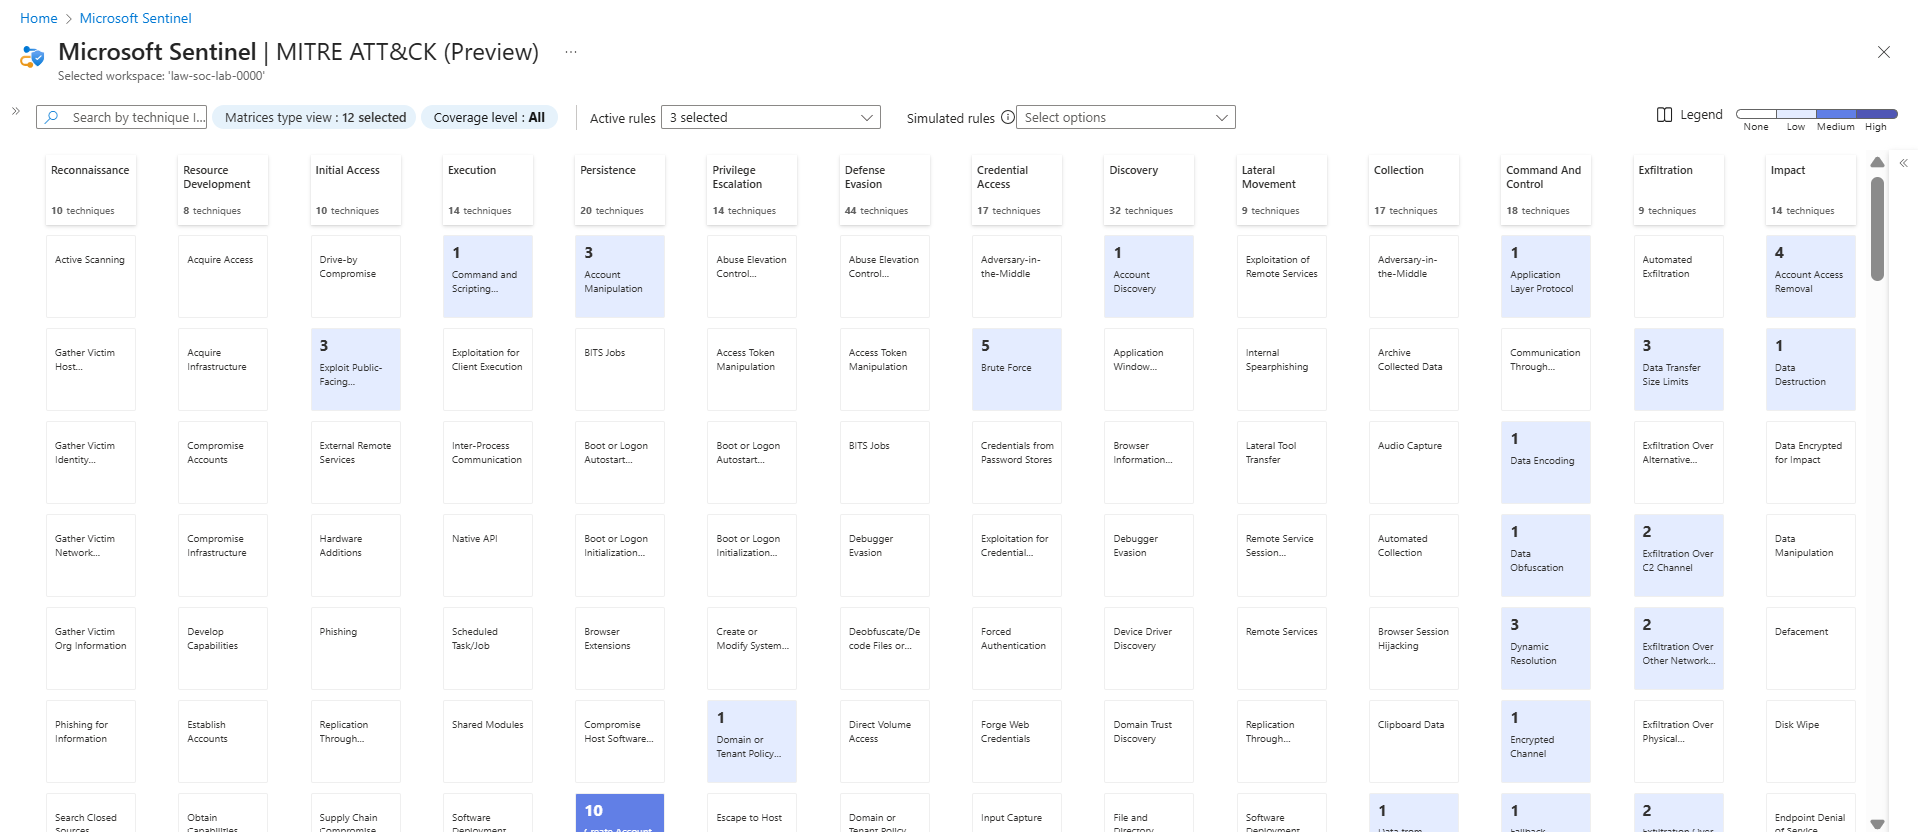 Home > Microsoft Sentinel
Microsoft Sentinel | MITRE ATT&CK (Preview) ...
Selected workspace: 'law-soc-lab-0000'
Search by technique I...
Matrices type view : 12 selected
Coverage level : All
Active rules
3 selected
Simulated rules
Select options
Legend
None Low Medium High
Reconnaissance
10 techniques
Resource
Development
8 techniques
Initial Access
10 techniques
Execution
14 techniques
Persistence
20 techniques
Privilege
Escalation
14 techniques
Defense
Evasion
44 techniques
Credential
Access
17 techniques
Discovery
32 techniques
Lateral
Movement
9 techniques
Collection
17 techniques
Command And
Control
18 techniques
Exfiltration
9 techniques
Impact
14 techniques
Active Scanning
Acquire Access
Drive-by
Compromise
1
Command and
Scripting...
3
Account
Manipulation
Abuse Elevation
Control...
Abuse Elevation
Control...
Adversary-in-
the-Middle
1
Account
Discovery
Exploitation of
Remote Services
Adversary-in-
the-Middle
1
Application
Layer Protocol
Automated
Exfiltration
4
Account Access
Removal
Gather Victim
Host...
Acquire
Infrastructure
3
Exploit Public-
Facing...
Exploitation for
Client Execution
BITS Jobs
Access Token
Manipulation
Access Token
Manipulation
5
Brute Force
Application
Window...
Internal
Spearphishing
Archive
Collected Data
Communication
Through...
3
Data Transfer
Size Limits
1
Data
Destruction
Gather Victim
Identity...
Compromise
Accounts
External Remote
Services
Inter-Process
Communication
Boot or Logon
Autostart...
Boot or Logon
Autostart...
BITS Jobs
Credentials from
Password Stores
Browser
Information...
Lateral Tool
Transfer
Audio Capture
1
Data Encoding
Exfiltration Over
Alternative...
Data Encrypted
for Impact
Gather Victim
Network...
Compromise
Infrastructure
Hardware
Additions
Native API
Boot or Logon
Initialization...
Boot or Logon
Initialization...
Debugger
Evasion
Exploitation for
Credential...
Debugger
Evasion
Remote Service
Session...
Automated
Collection
1
Data
Obfuscation
2
Exfiltration Over
C2 Channel
Data
Manipulation
Gather Victim
Org Information
Develop
Capabilities
Phishing
Scheduled
Task/Job
Browser
Extensions
Create or
Modify System...
Deobfuscate/De
code Files or...
Forced
Authentication
Device Driver
Discovery
Remote Services
Browser Session
Hijacking
3
Dynamic
Resolution
2
Exfiltration Over
Other Network...
Defacement
Phishing for
Information
Establish
Accounts
Replication
Through...
Shared Modules
Compromise
Host Software...
1
Domain or
Tenant Policy...
Direct Volume
Access
Forge Web
Credentials
Domain Trust
Discovery
Replication
Through...
Clipboard Data
1
Encrypted
Channel
Exfiltration Over
Physical...
Disk Wipe
Search Closed
Sources
Obtain
Capabilities
Supply Chain
Compromise
Software
Deployment
10
Create Account
Escape to Host
Domain or
Tenant Policy
Input Capture
File and
Directory
Software
Deployment
1
Data from
1
Fallback
2
Exfiltration Over
Endpoint Denial
of Service